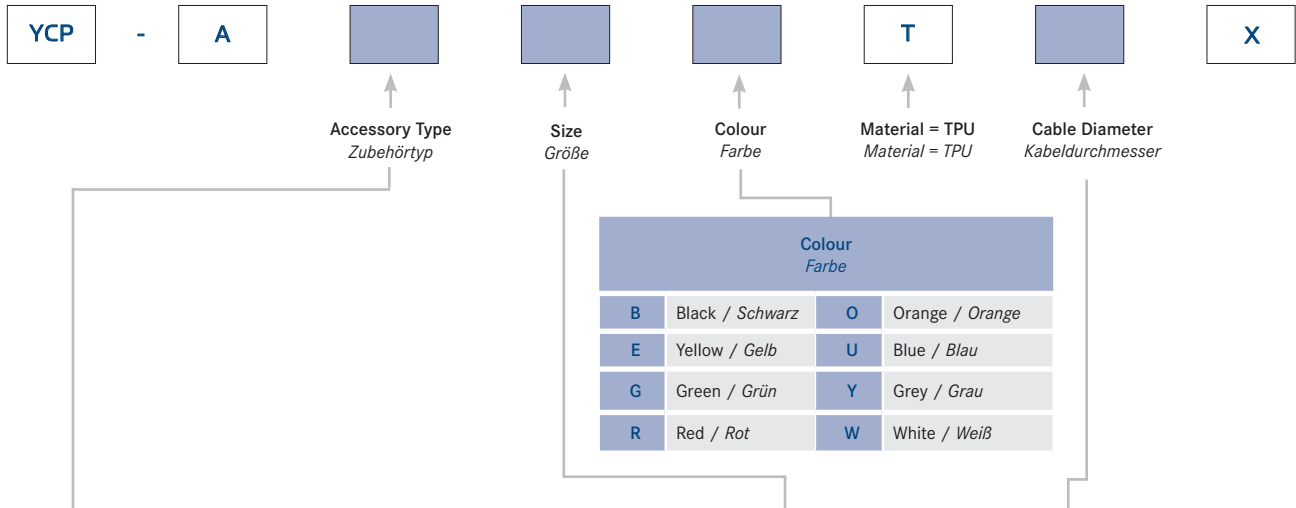 YCP - A T X
Accessory Type Size Colour Material = TPU Cable Diameter
Zubehörtyp Größe Farbe Material = TPU Kabeldurchmesser
Colour
Farbe
B Black / Schwarz O Orange / Orange
E Yellow / Gelb U Blue / Blau
G Green / Grün Y Grey / Grau
R Red / Rot W White / Weiß